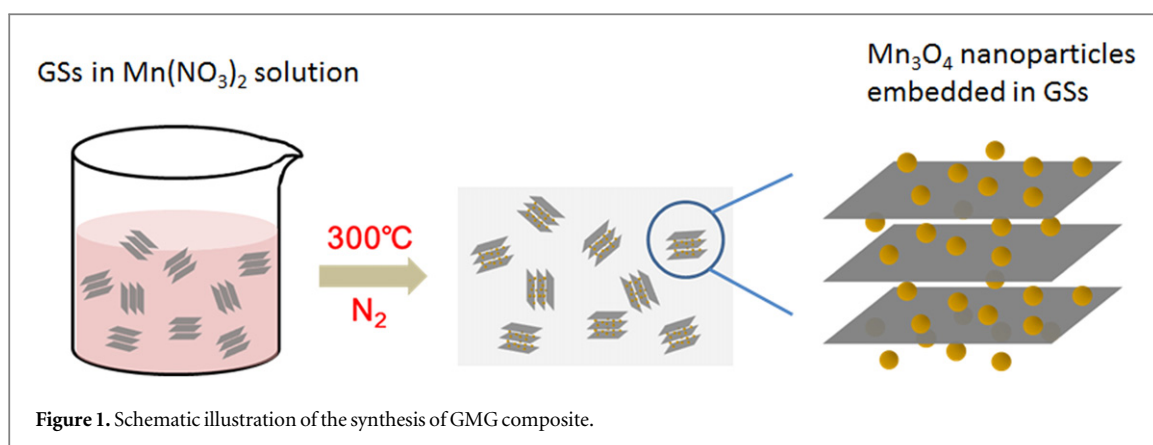 GSs in Mn(NO₃)₂ solution
300℃
N₂
Mn₃O₄ nanoparticles
embedded in GSs
Figure 1. Schematic illustration of the synthesis of GMG composite.